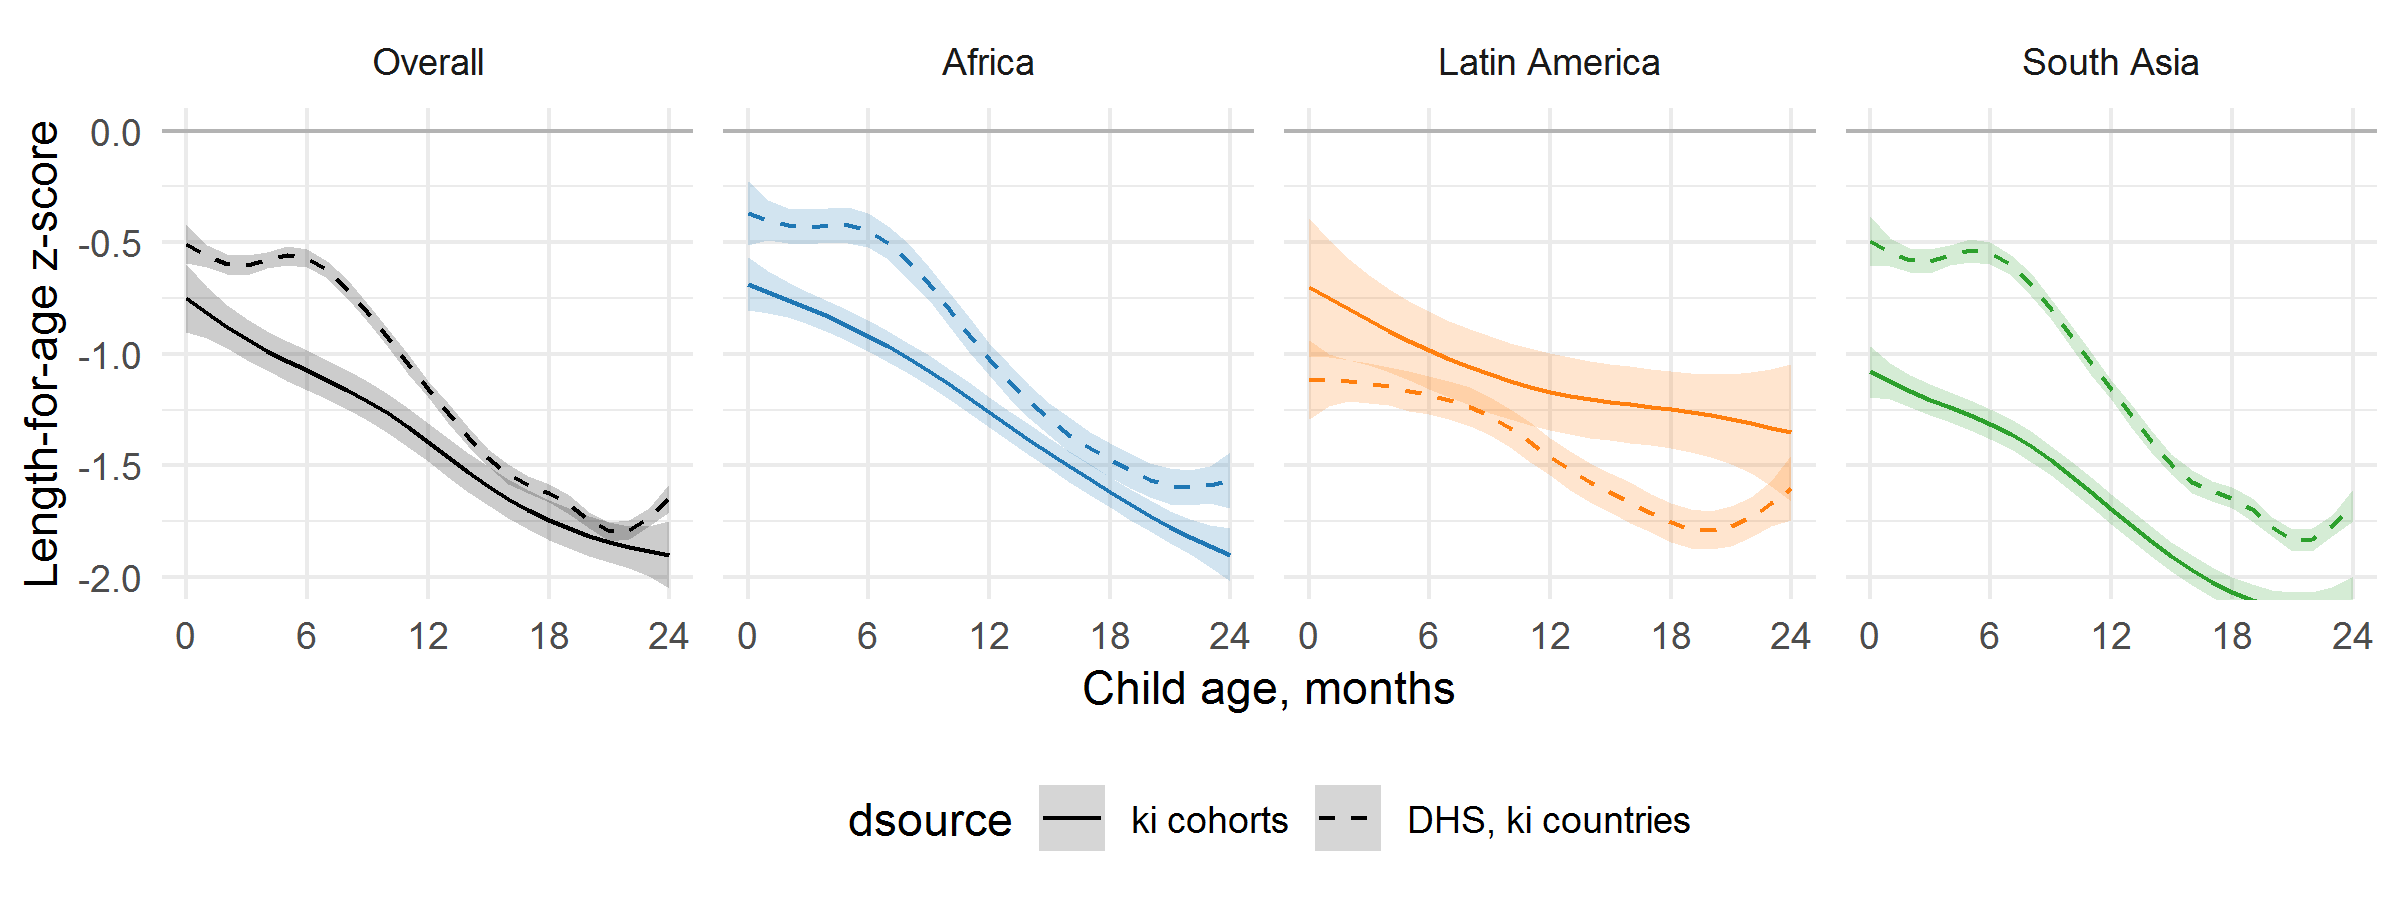 Overall Africa Latin America South Asia
Length-for-age z-score
0.0
-0.5
-1.0
-1.5
-2.0
0 6 12 18 24 0 6 12 18 24 0 6 12 18 24 0 6 12 18 24
Child age, months
dsource ki cohorts DHS, ki countries